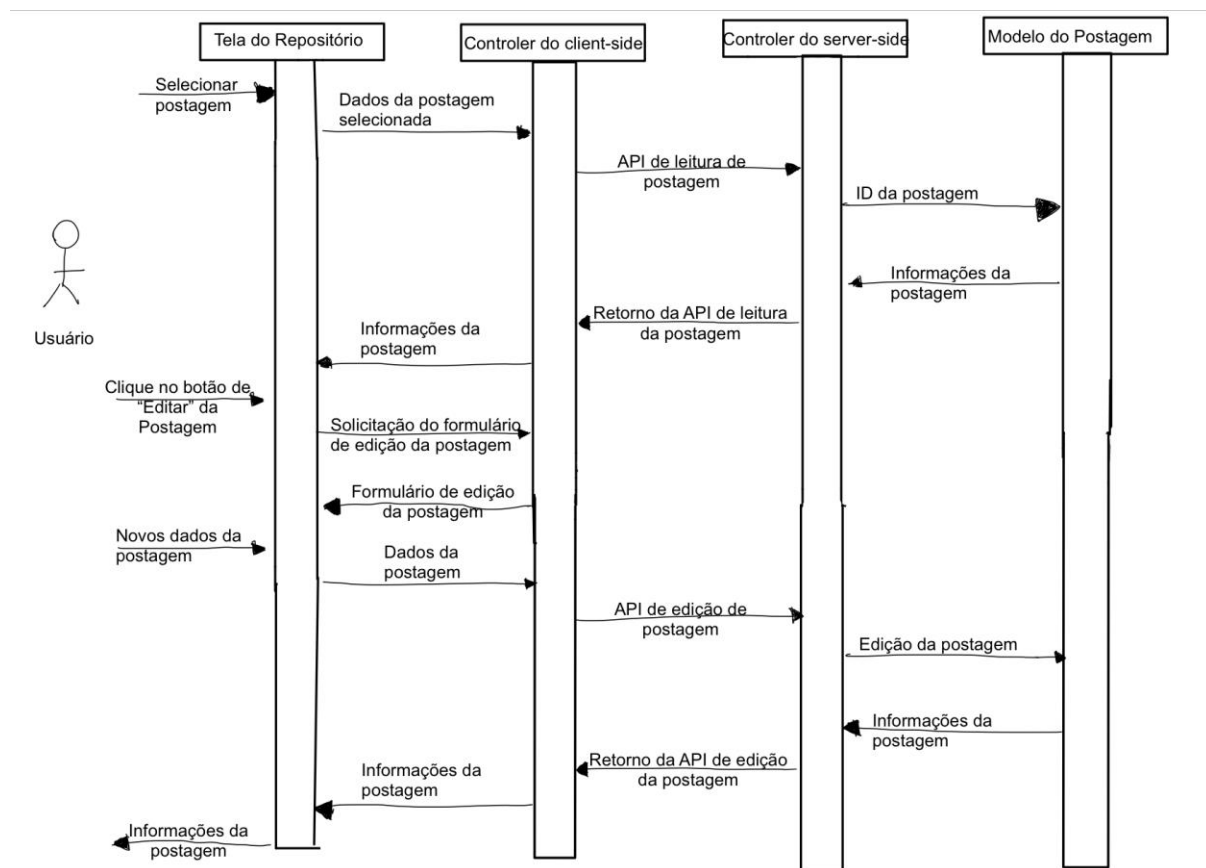 Tela do Repositório
Controler do client-side
Controler do server-side
Modelo do Postagem
Selecionar
postagem
Dados da postagem
selecionada
API de leitura de
postagem
ID da postagem
Informações da
postagem
Retorno da API de leitura
da postagem
Informações da
postagem
Usuário
Clique no botão de
“Editar” da
Postagem
Solicitação do formulário
de edição da postagem
Formulário de edição
da postagem
Novos dados da
postagem
Dados da
postagem
API de edição de
postagem
Edição da postagem
Informações da
postagem
Retorno da API de edição
da postagem
Informações da
postagem
Informações da
postagem